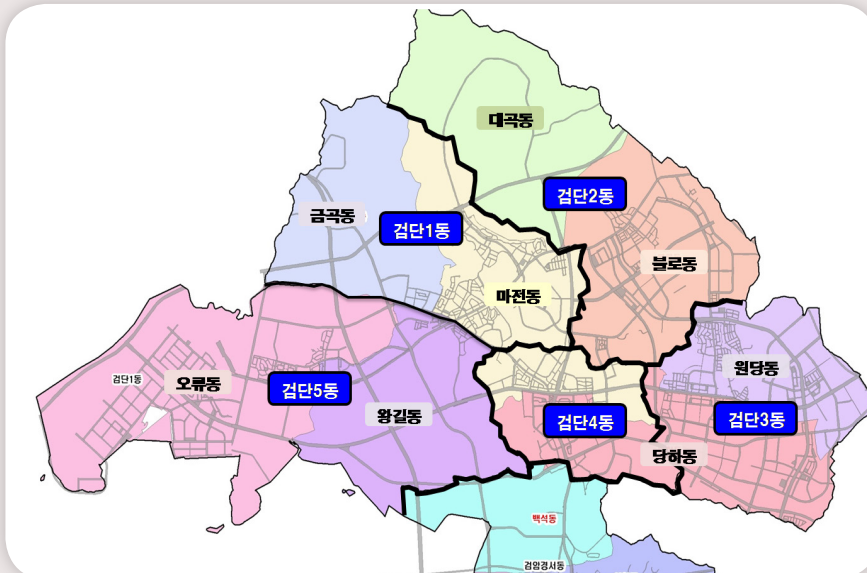 대곡동
검단2동
금곡동
검단1동
불로동
마전동
원당동
검단1동
오류동
검단5동
왕길동
검단4동
검단3동
당하동
백석동
검암경서동